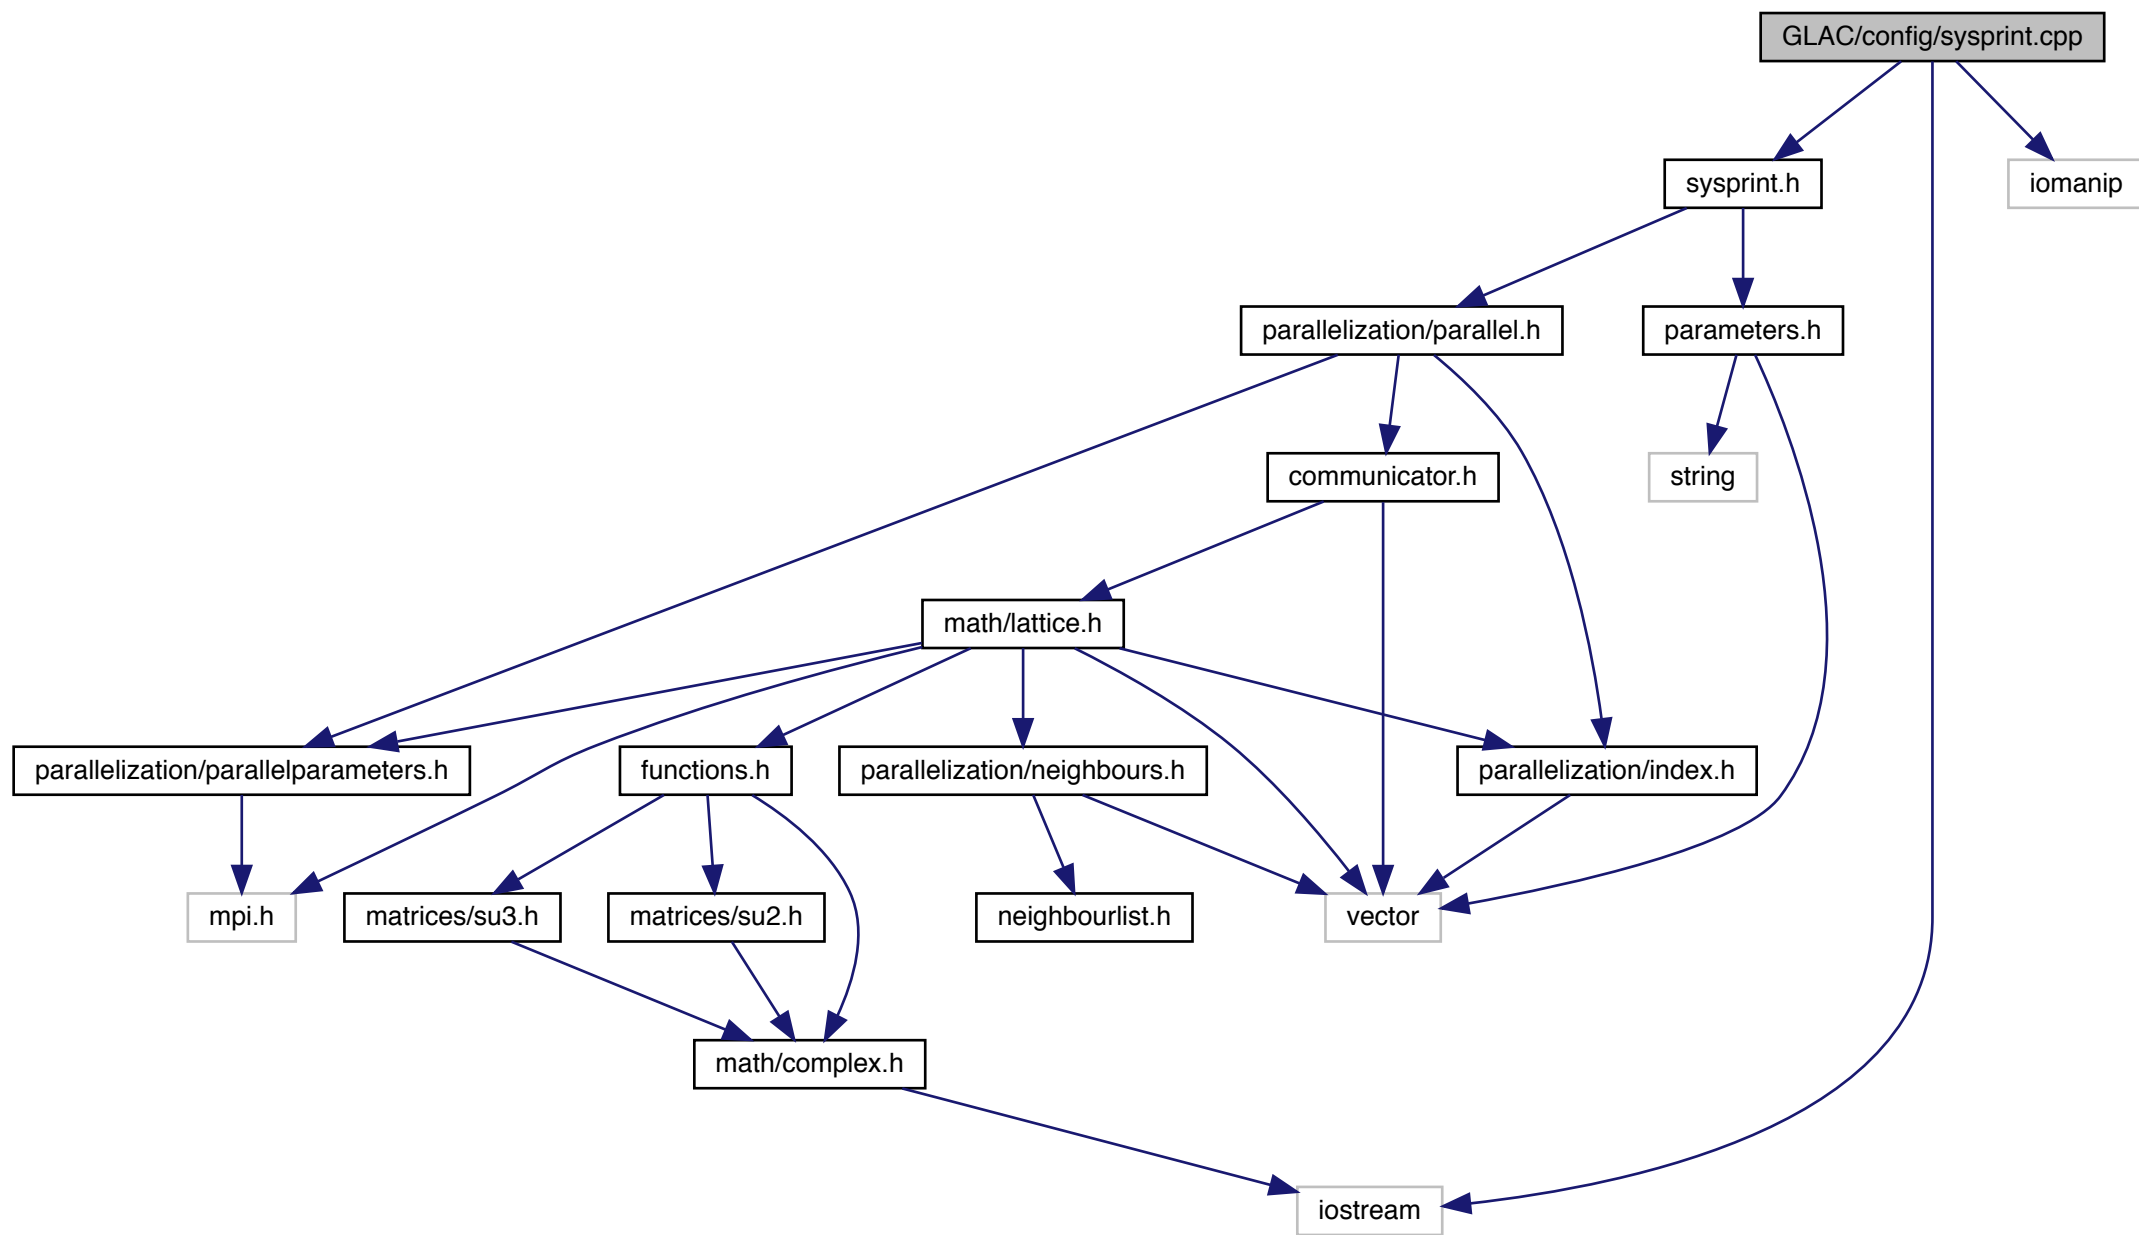 GLAC/config/sysprint.cpp
sysprint.h
iomanip
parallelization/parallel.h
parameters.h
communicator.h
string
math/lattice.h
parallelization/parallelparameters.h
functions.h
parallelization/neighbours.h
parallelization/index.h
mpi.h
matrices/su3.h
matrices/su2.h
neighbourlist.h
vector
math/complex.h
iostream